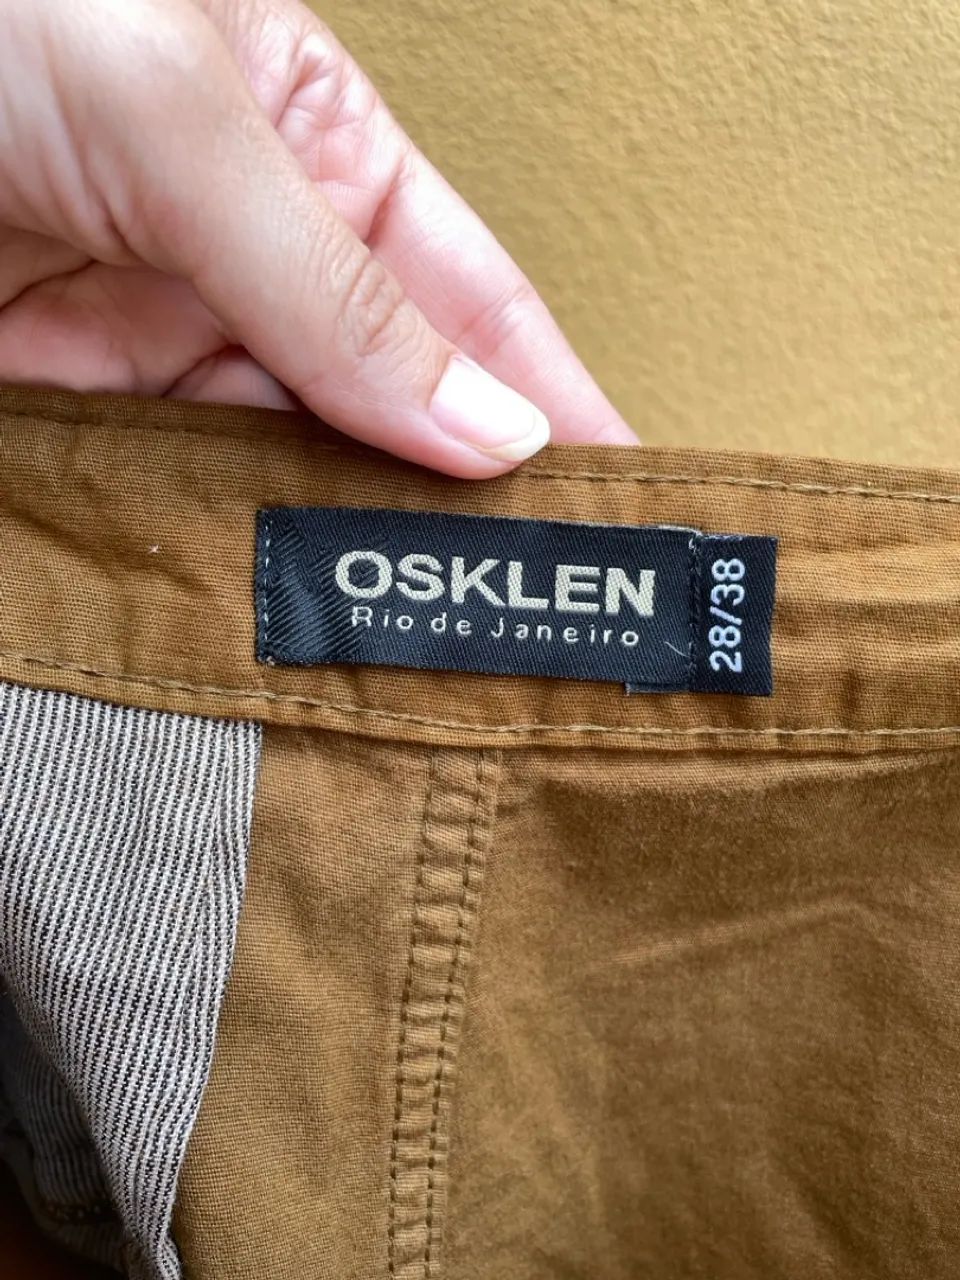 OSKLEN
Rio de Janeiro
28/38